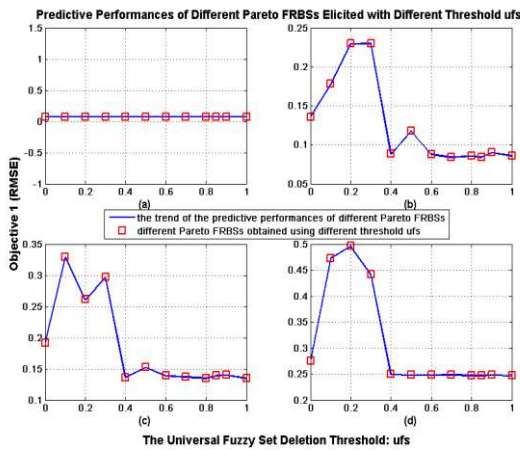 Predictive Performances of Different Pareto FRBSs Elicited with Different Threshold ufs
1.5
1
0.5
0
-0.5
-1
0 0.2 0.4 0.6 0.8 1
(a)
0.25
0.2
0.15
0.1
0.05
0 0.2 0.4 0.6 0.8 1
(b)
Objective 1 (RMSE)
the trend of the predictive performances of different Pareto FRBSs
different Pareto FRBSs obtained using different threshold ufs
0.35
0.3
0.25
0.2
0.15
0.1
0 0.2 0.4 0.6 0.8 1
(c)
0.5
0.45
0.4
0.35
0.3
0.25
0.2
0 0.2 0.4 0.6 0.8 1
(d)
The Universal Fuzzy Set Deletion Threshold: ufs